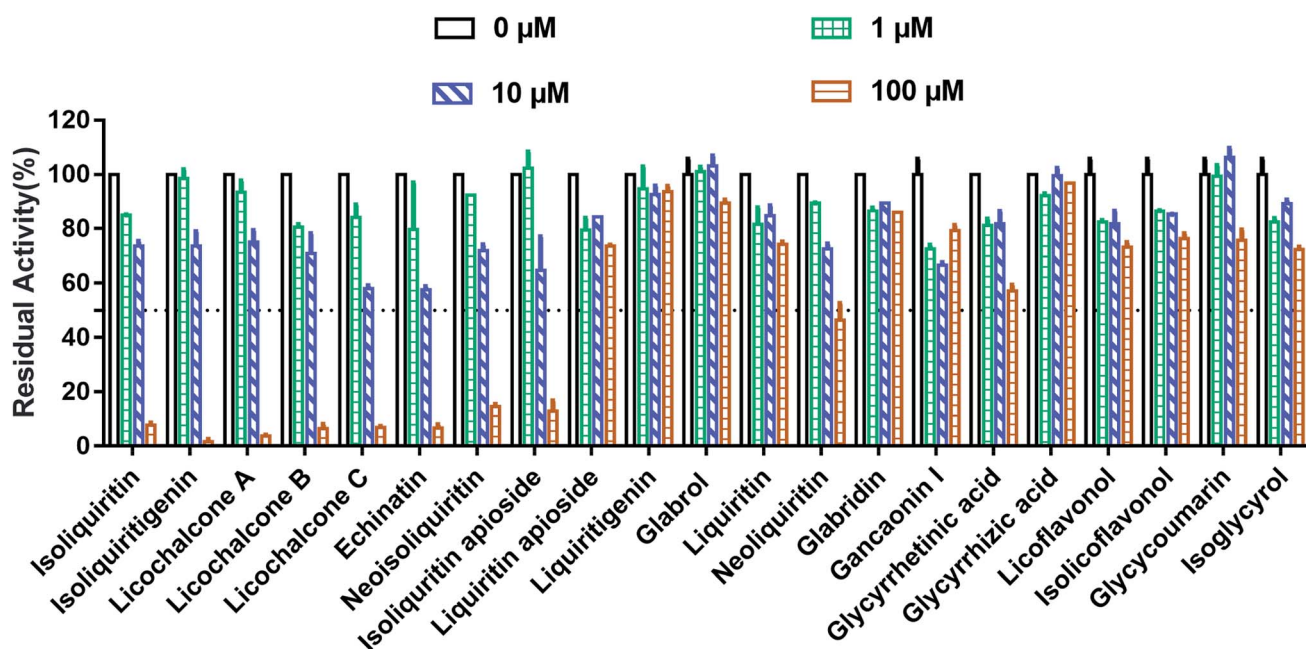 0 µM
1 µM
10 µM
100 µM
Residual Activity(%)
120
100
80
60
40
20
0
Isoliquiritin
Isoliquiritigenin
Licochalcone A
Licochalcone B
Licochalcone C
Echinatin
Neoisoliquiritin
Isoliquritin apioside
Liquiritin apioside
Liquiritigenin
Glabrol
Liquiritin
Neoliquiritin
Glabridin
Gancaonin I
Glycyrrhetinic acid
Glycyrrhizic acid
Licoflavonol
Isolicoflavonol
Glycycoumarin
Isoglycyrol